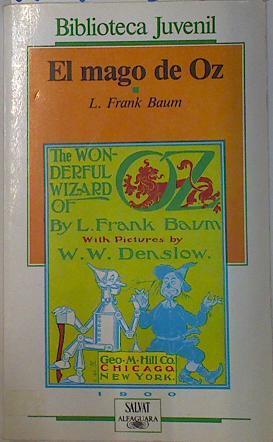 Biblioteca Juvenil
El mago de Oz
L. Frank Baum
The WON-
DERFUL
WIZARD
OF
OZ
By L. Frank Baum
With Pictures by
W. W. Denslow.
Geo. M. Hill Co.
CHICAGO.
NEW YORK.
1900
SALVAT
ALFAGUARA